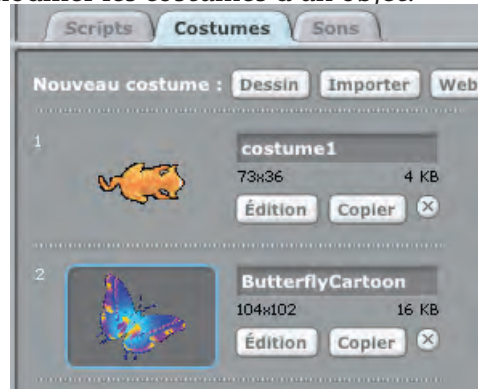 Scripts Costumes Sons
Nouveau costume : Dessin Importer Web
1
costume1
73x36 4 KB
Édition Copier
2
ButterflyCartoon
104x102 16 KB
Édition Copier